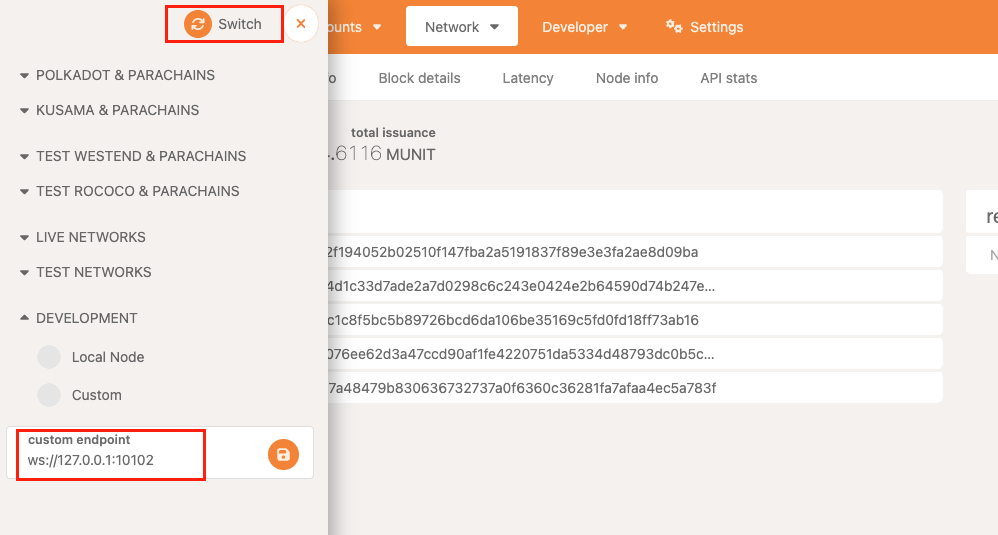 Switch
POLKADOT & PARACHAINS
KUSAMA & PARACHAINS
TEST WESTEND & PARACHAINS
TEST ROCOCO & PARACHAINS
LIVE NETWORKS
TEST NETWORKS
DEVELOPMENT
Local Node
Custom
custom endpoint
ws://127.0.0.1:10102
ounts Network Developer Settings
o Block details Latency Node info API stats
total issuance
.6116 MUNIT
2f194052b02510f147fba2a5191837f89e3e3fa2ae8d09ba
4d1c33d7ade2a7d0298c6c243e0424e2b64590d74b247e...
c1c8f5bc5b89726bcd6da106be35169c5fd0fd18ff73ab16
076ee62d3a47ccd90af1fe4220751da5334d48793dc0b5c...
7a48479b830636732737a0f6360c36281fa7afaa4ec5a783f
re
N